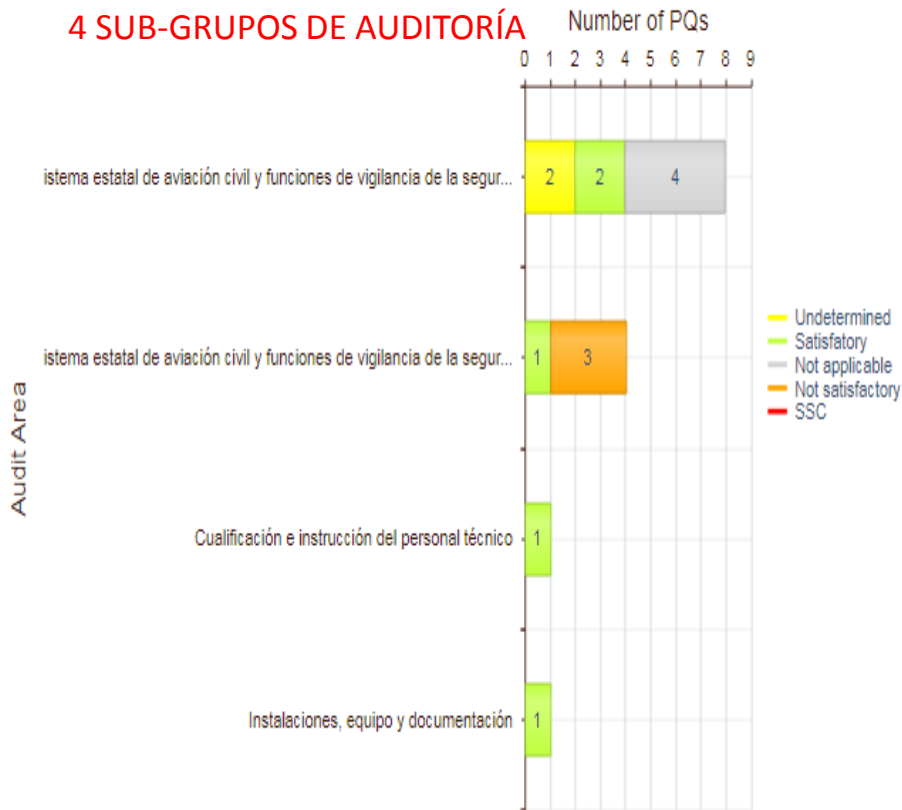 4 SUB-GRUPOS DE AUDITORÍA
Number of PQs
0 1 2 3 4 5 6 7 8 9
istema estatal de aviación civil y funciones de vigilancia de la segur...
2 2 4
istema estatal de aviación civil y funciones de vigilancia de la segur...
1 3
Cualificación e instrucción del personal técnico
1
Instalaciones, equipo y documentación
1
Audit Area
Undetermined
Satisfatory
Not applicable
Not satisfactory
SSC